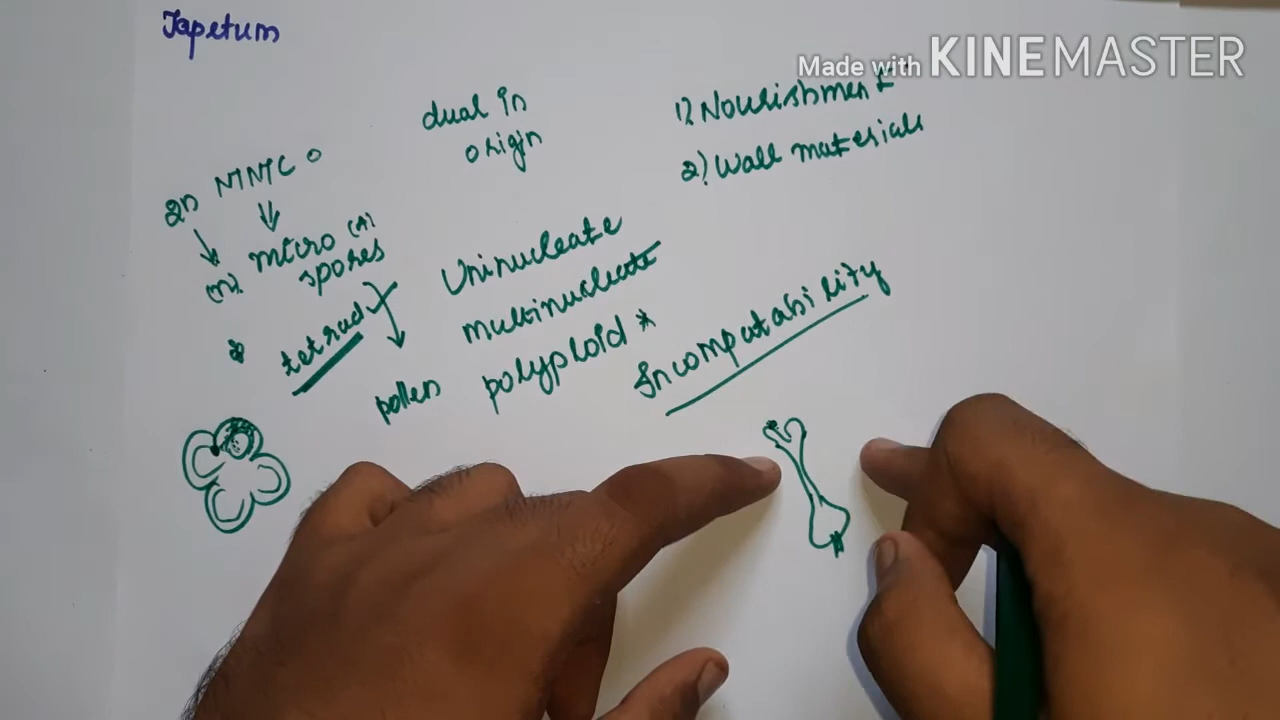 Tapetum
Made with KINEMASTER
dual in
origin
1) Nourishment
2) Wall materials
2n MMC
micro (n)
spores
(n)
tetrad
pollen
Uninucleate
multinucleate
polyploid *
Incompatability